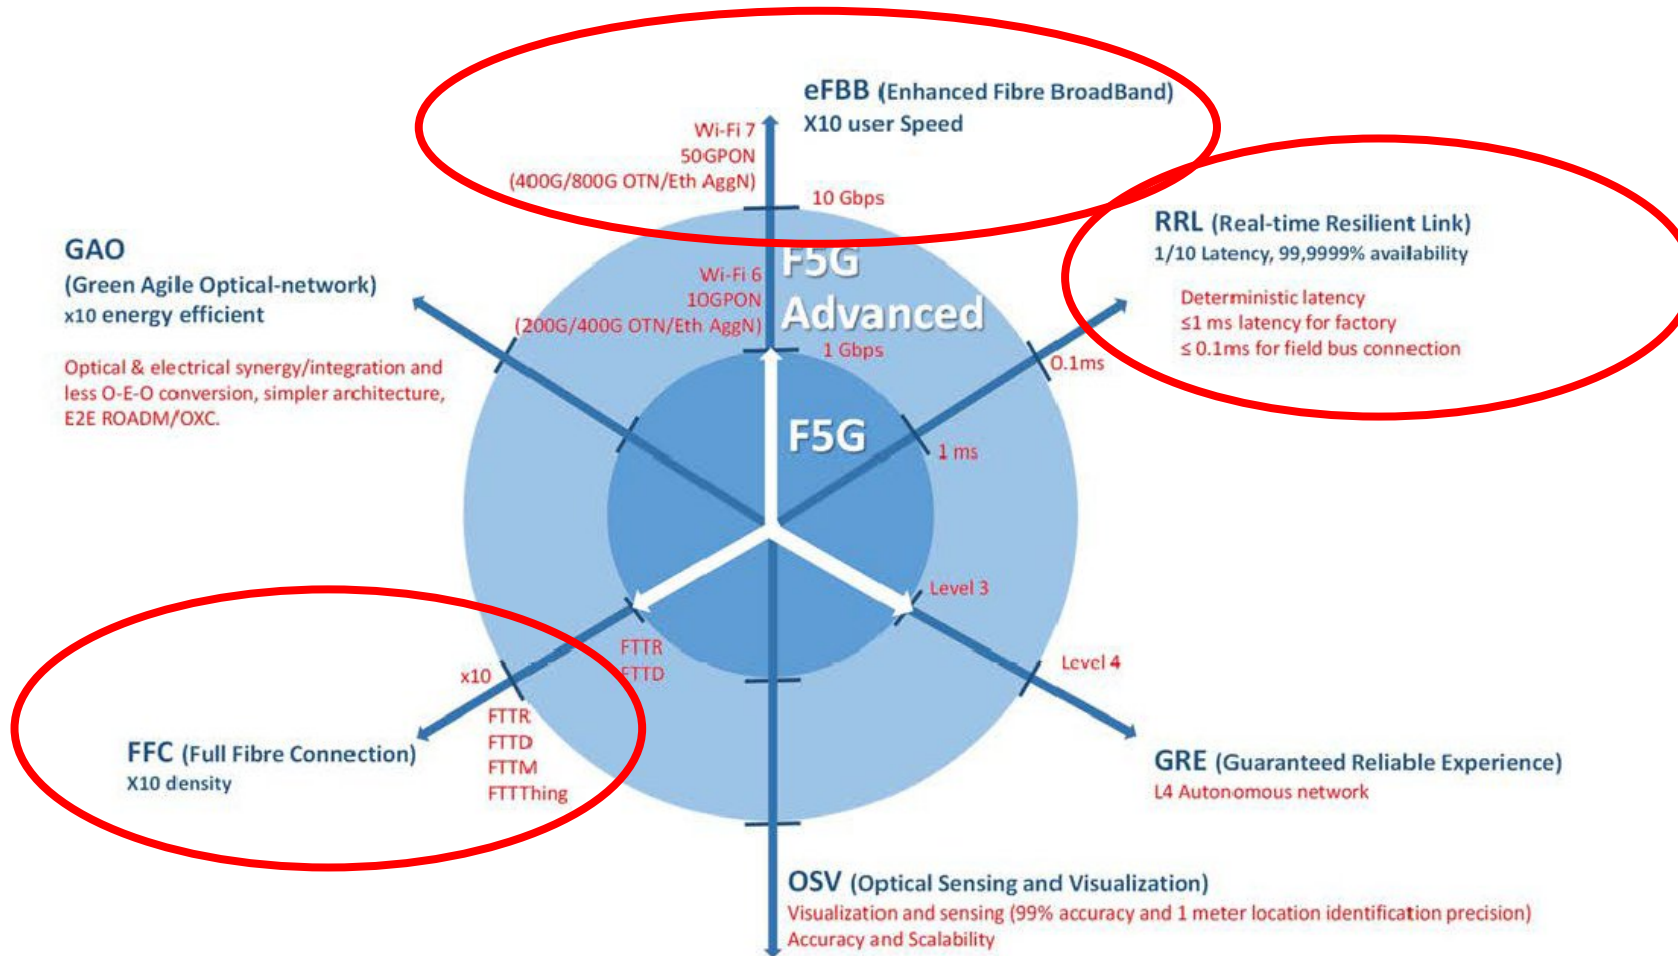 eFBB (Enhanced Fibre BroadBand)
X10 user Speed
Wi-Fi 7
50GPON
(400G/800G OTN/Eth AggN)
10 Gbps
RRL (Real-time Resilient Link)
1/10 Latency, 99,9999% availability
Deterministic latency
≤1 ms latency for factory
≤ 0.1ms for field bus connection
GAO
(Green Agile Optical-network)
x10 energy efficient
Optical & electrical synergy/integration and
less O-E-O conversion, simpler architecture,
E2E ROADM/OXC.
Wi-Fi 6
10GPON
(200G/400G OTN/Eth AggN)
F5G
Advanced
1 Gbps
0.1ms
F5G
1 ms
Level 3
Level 4
FTTR
FTTD
x10
FTTR
FTTD
FTTM
FTTThing
FFC (Full Fibre Connection)
X10 density
GRE (Guaranteed Reliable Experience)
L4 Autonomous network
OSV (Optical Sensing and Visualization)
Visualization and sensing (99% accuracy and 1 meter location identification precision)
Accuracy and Scalability